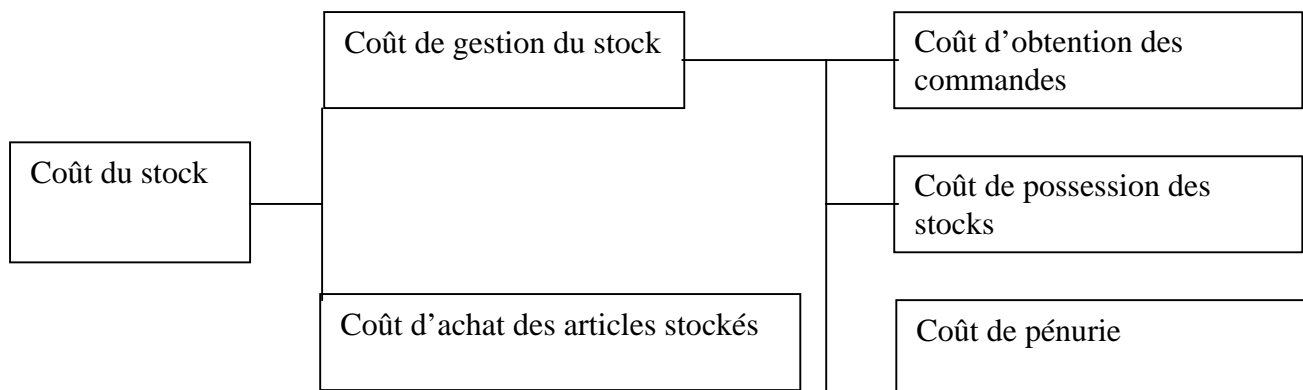 Coût de gestion du stock
Coût d’obtention des
commandes
Coût du stock
Coût de possession des
stocks
Coût d’achat des articles stockés
Coût de pénurie